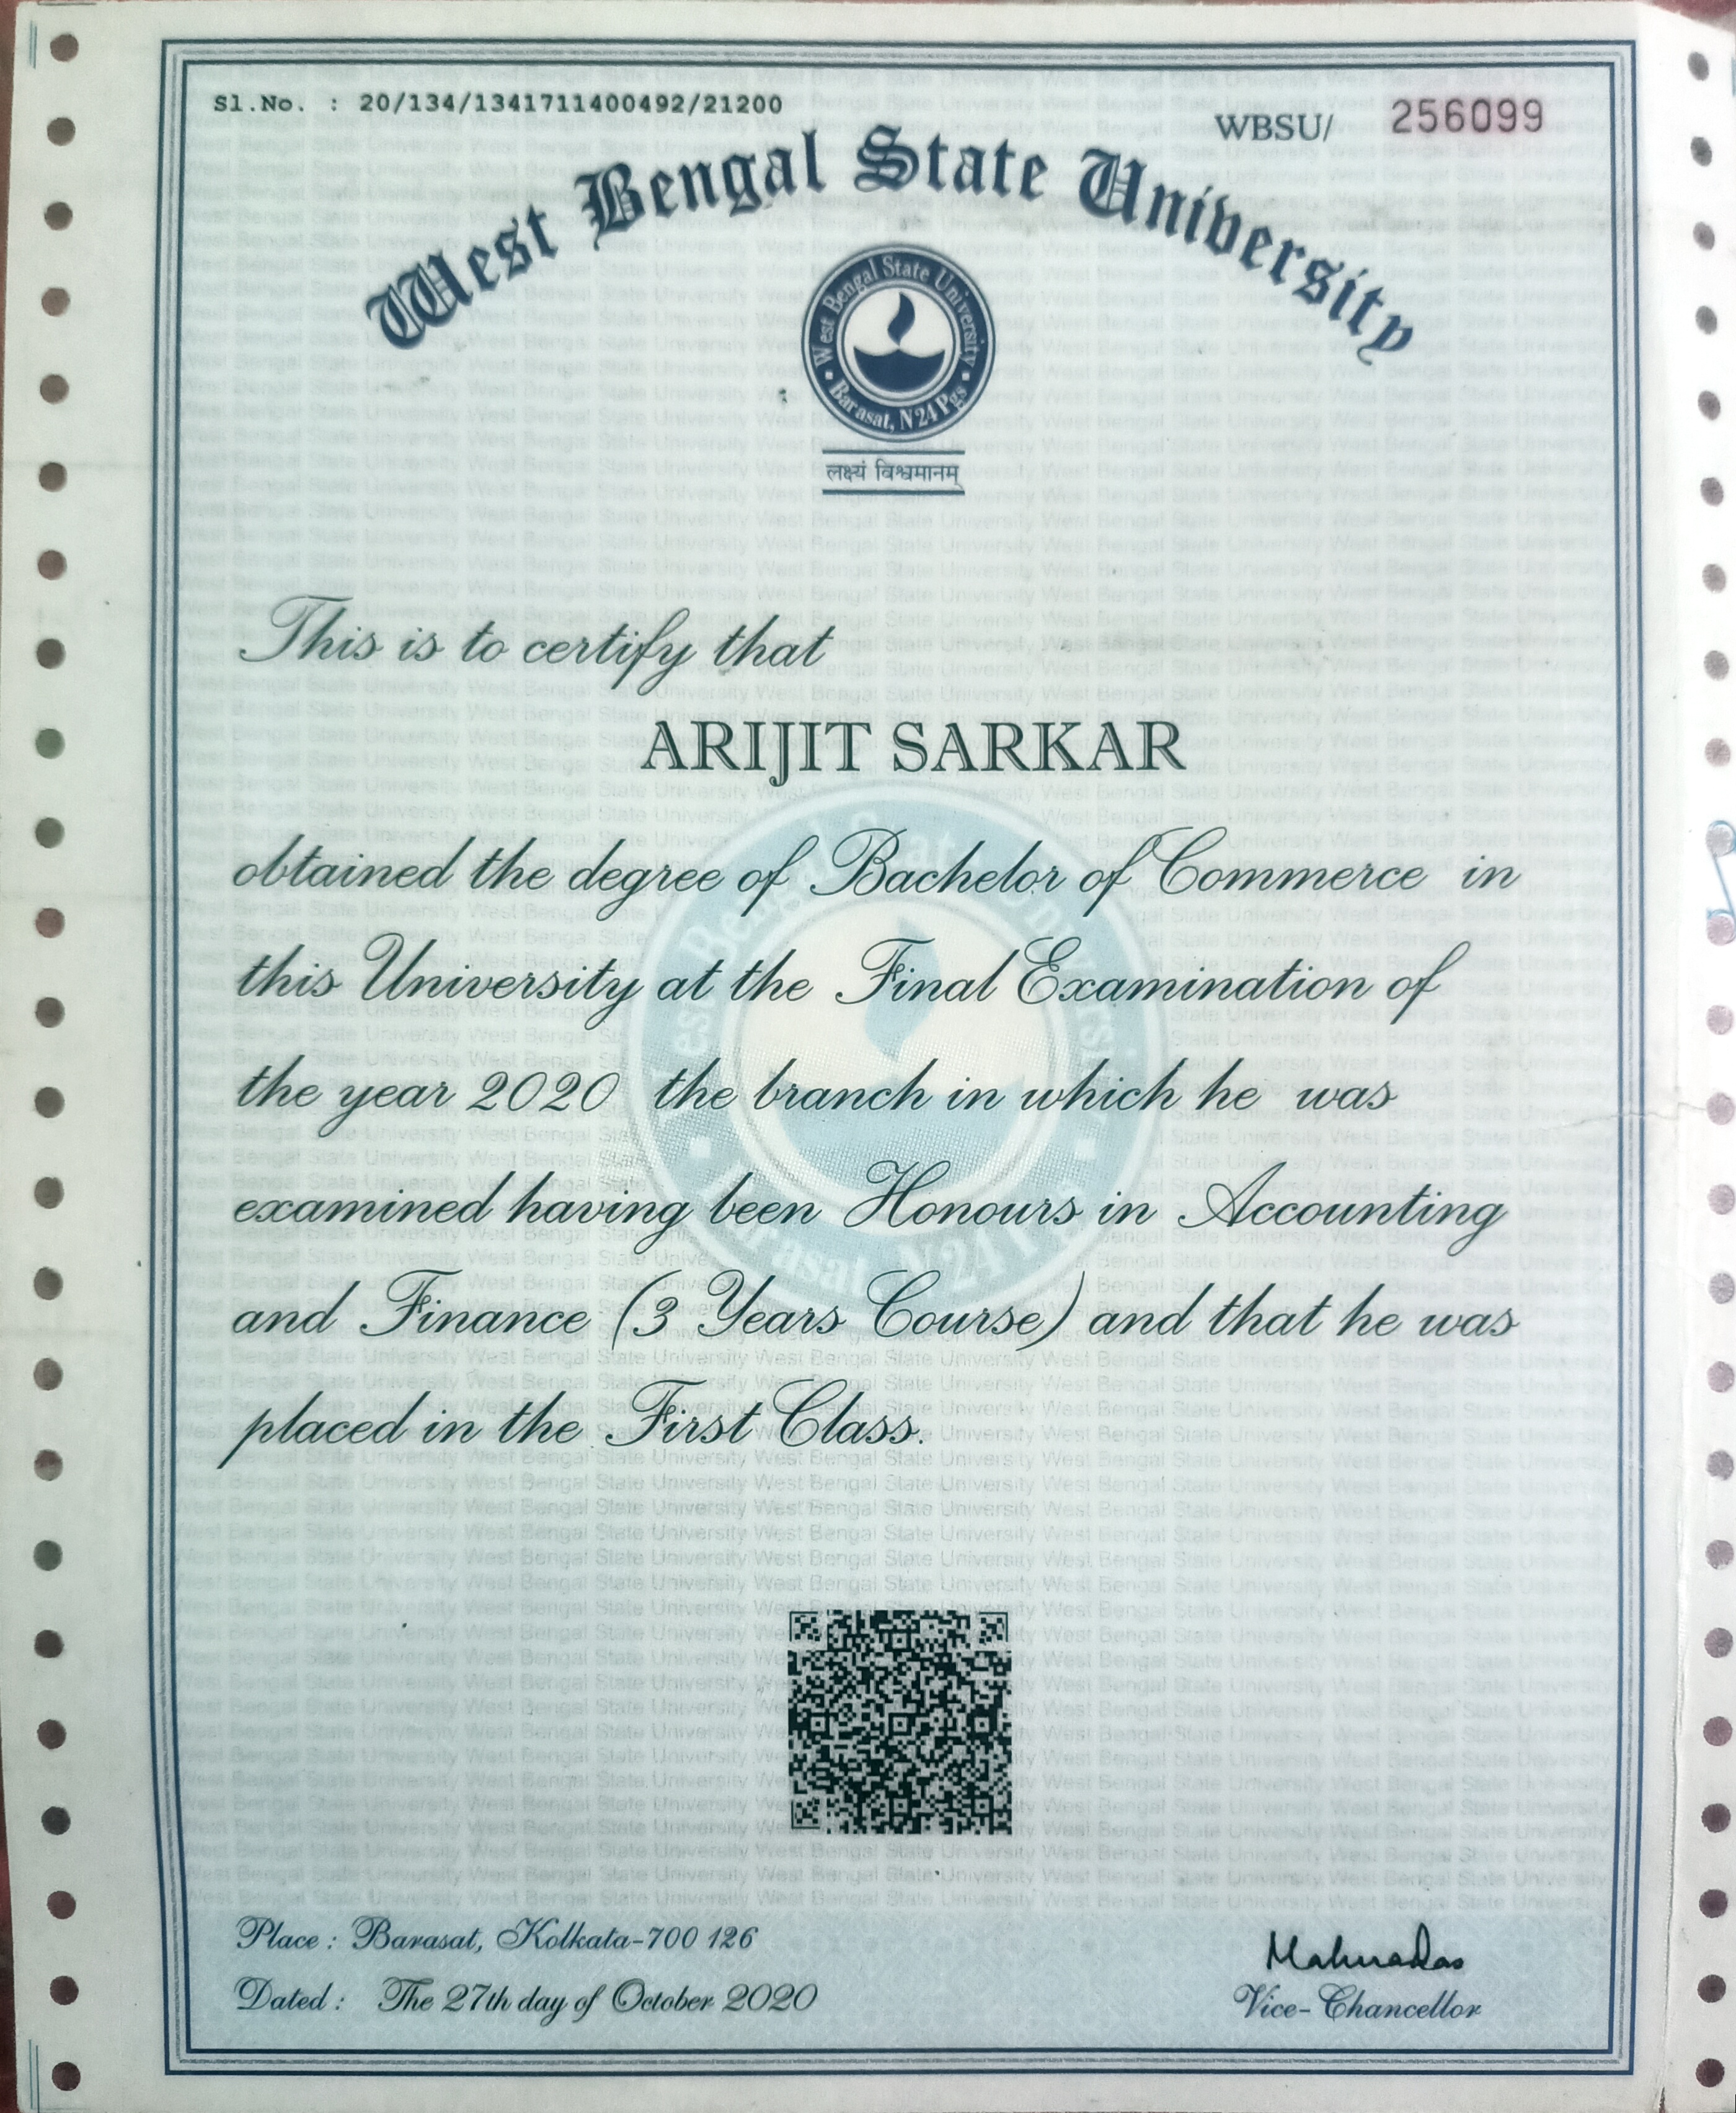 Sl.No. : 20/134/1341711400492/21200
WBSU/ 256099
West Bengal State University
West Bengal State University
Barasat, N 24 Pgs
लक्ष्यं विश्वमानम्
This is to certify that
ARIJIT SARKAR
obtained the degree of Bachelor of Commerce in
this University at the Final Examination of
the year 2020 the branch in which he was
examined having been Honours in Accounting
and Finance (3 Years Course) and that he was
placed in the First Class.
Place : Barasat, Kolkata-700 126
Dated : The 27th day of October 2020
Vice-Chancellor